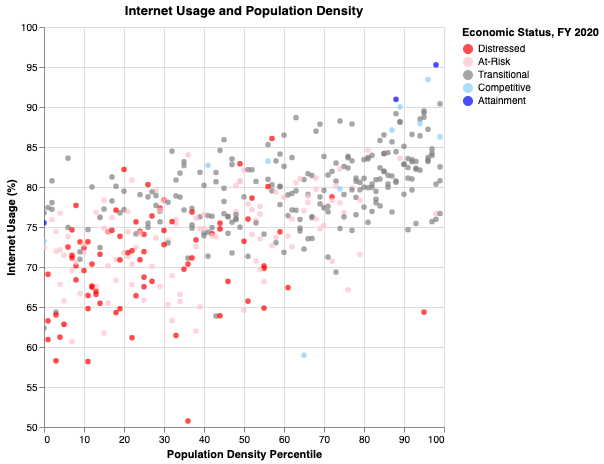 Internet Usage and Population Density
Economic Status, FY 2020
Distressed
At-Risk
Transitional
Competitive
Attainment
Internet Usage (%)
100
95
90
85
80
75
70
65
60
55
50
0 10 20 30 40 50 60 70 80 90 100
Population Density Percentile